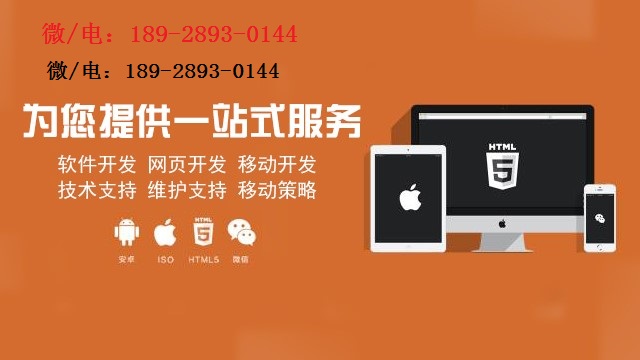 微/电：189-2893-0144
微/电：189-2893-0144
为您提供一站式服务
软件开发 网页开发 移动开发
技术支持 维护支持 移动策略
HTML
5
HTML
5
安卓 ISO HTML5 微信